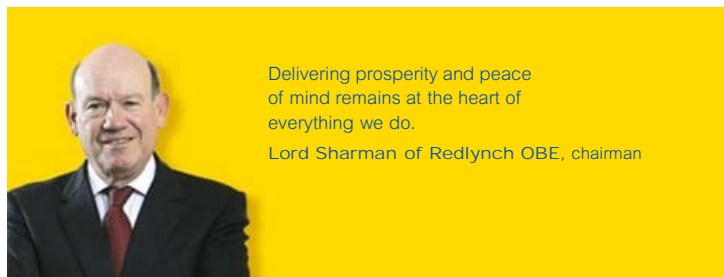 Delivering prosperity and peace
of mind remains at the heart of
everything we do.
Lord Sharman of Redlynch OBE, chairman